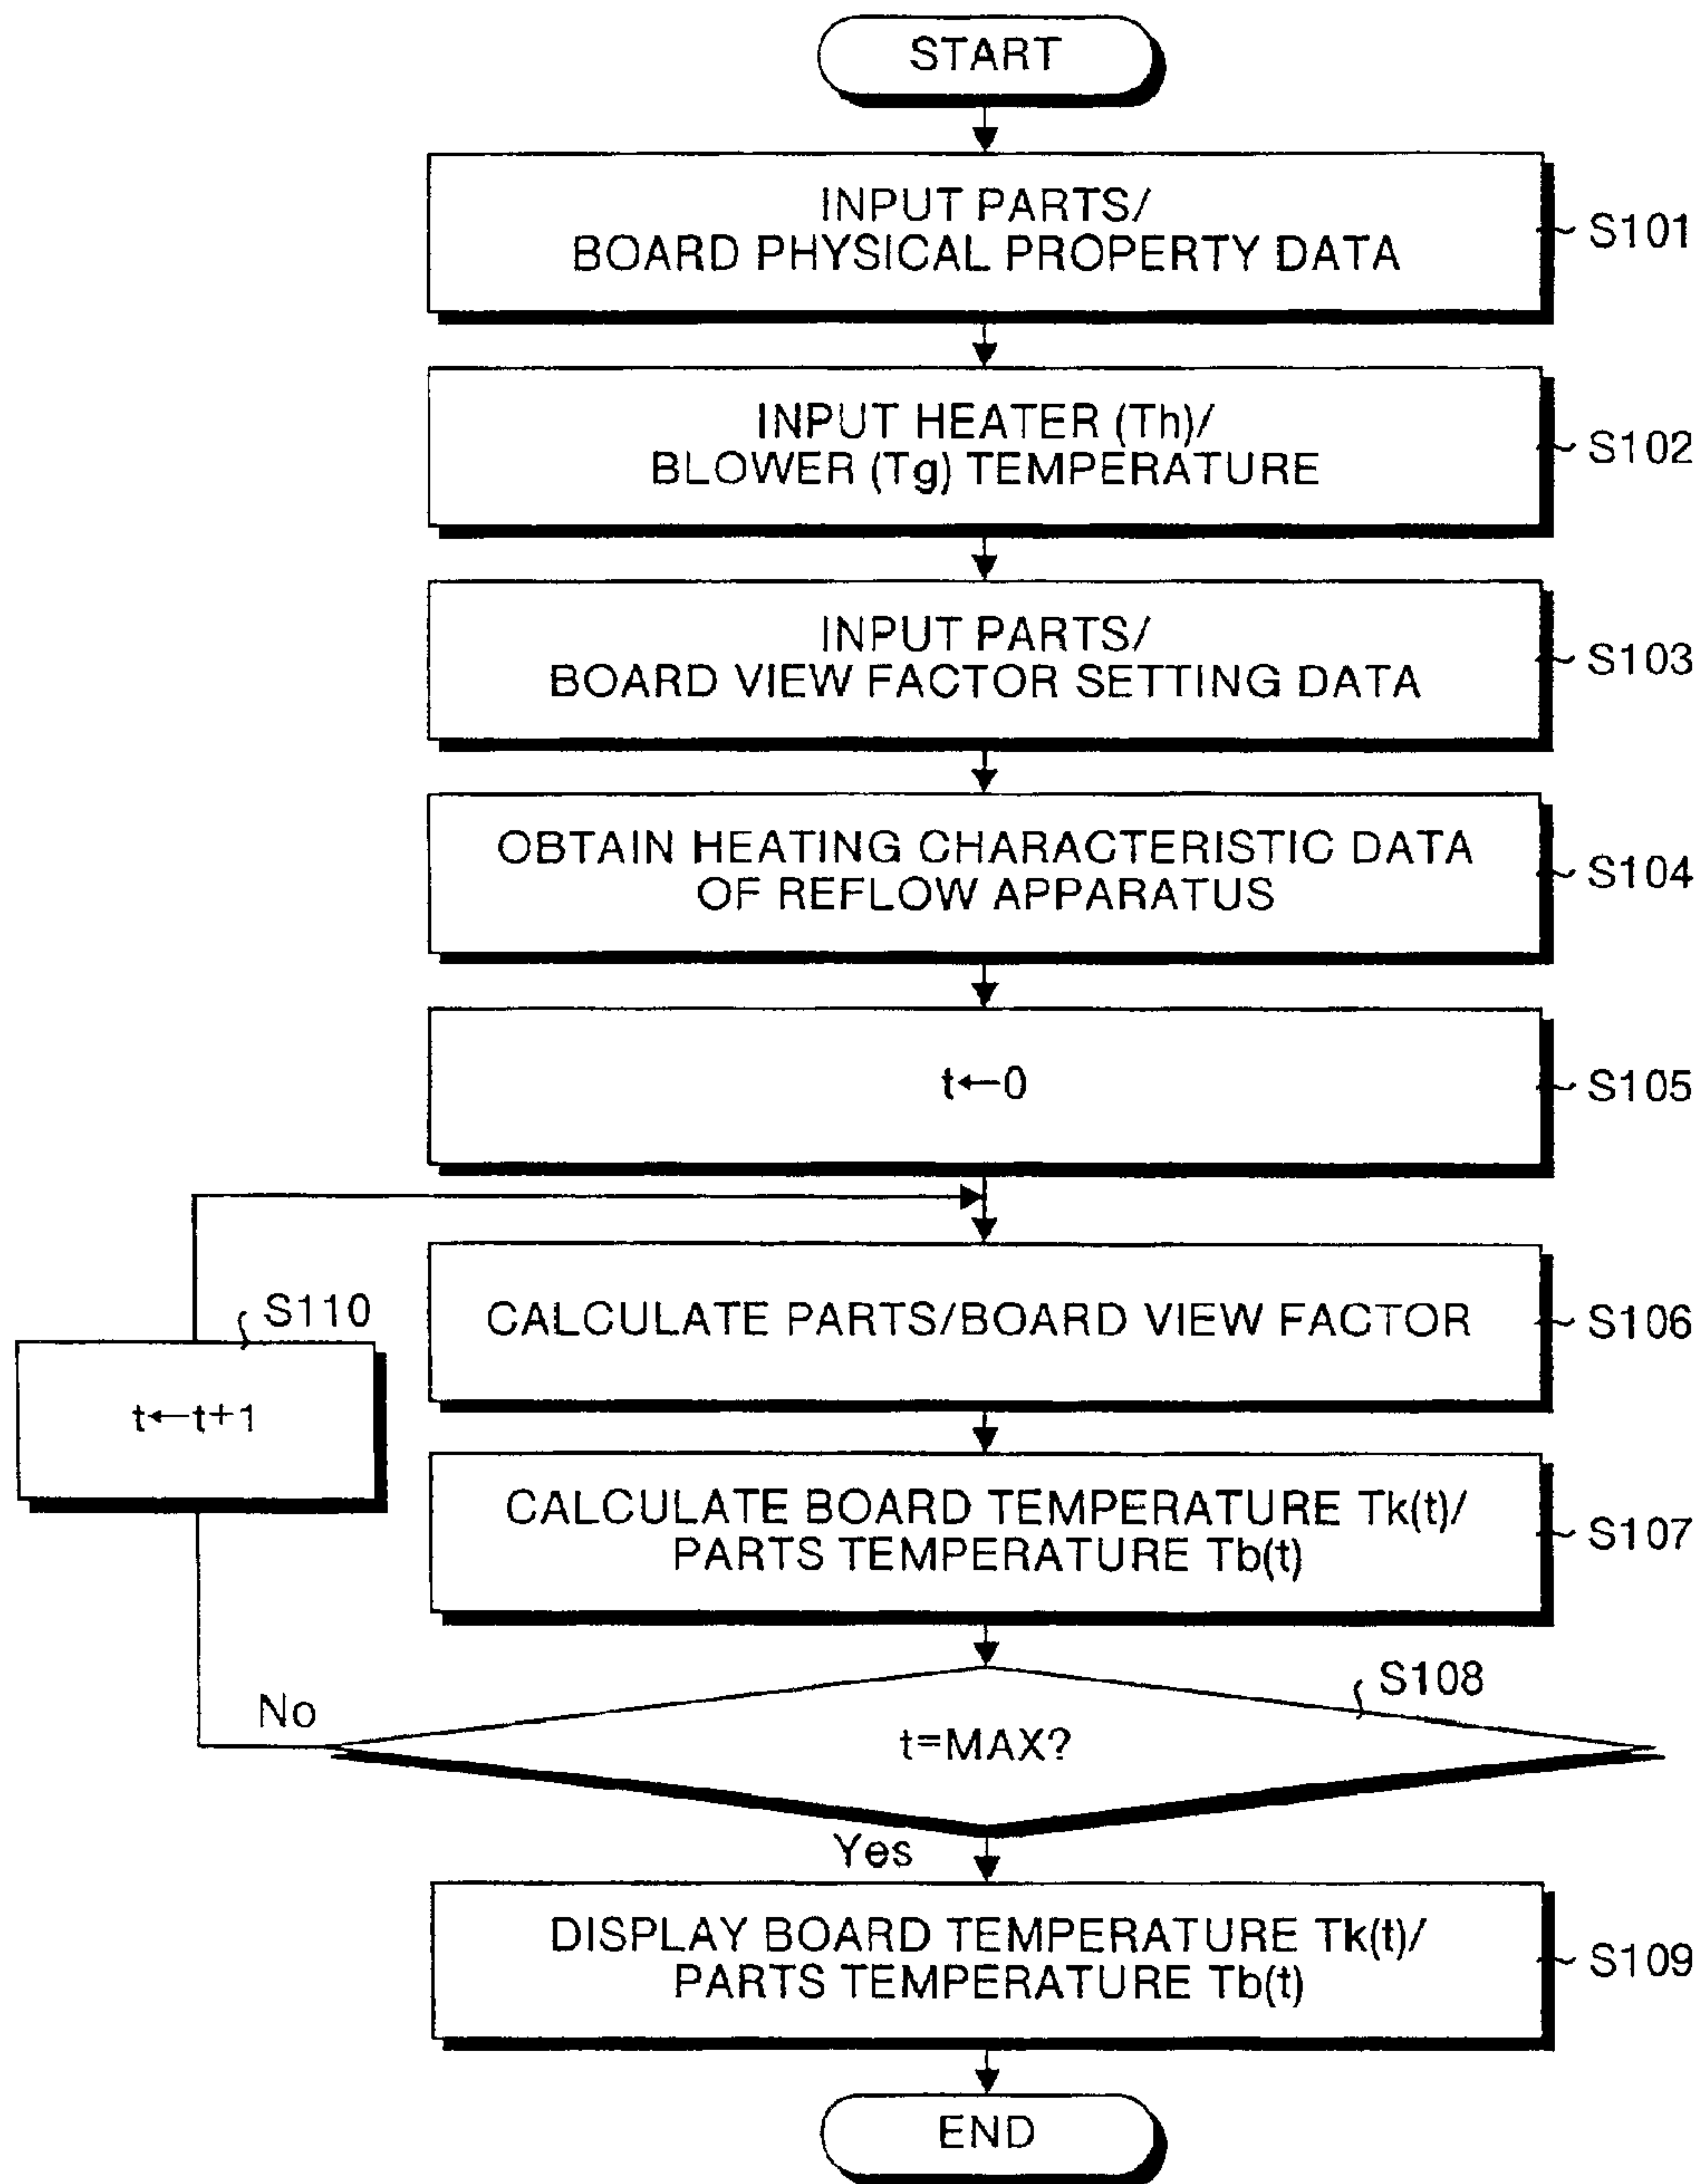 START
INPUT PARTS/
BOARD PHYSICAL PROPERTY DATA
S101
INPUT HEATER (Th)/
BLOWER (Tg) TEMPERATURE
S102
INPUT PARTS/
BOARD VIEW FACTOR SETTING DATA
S103
OBTAIN HEATING CHARACTERISTIC DATA
OF REFLOW APPARATUS
S104
t←0
S105
CALCULATE PARTS/BOARD VIEW FACTOR
S106
S110
t←t+1
CALCULATE BOARD TEMPERATURE Tk(t)/
PARTS TEMPERATURE Tb(t)
S107
S108
No
t=MAX?
Yes
DISPLAY BOARD TEMPERATURE Tk(t)/
PARTS TEMPERATURE Tb(t)
S109
END